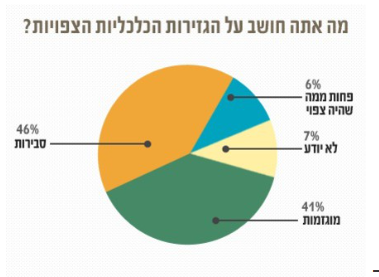 מה אתה חושב על הגזירות הכלכליות הצפויות?
6%
פחות ממה
שהיה צפוי
7%
לא יודע
46%
סבירות
41%
מוגזמות